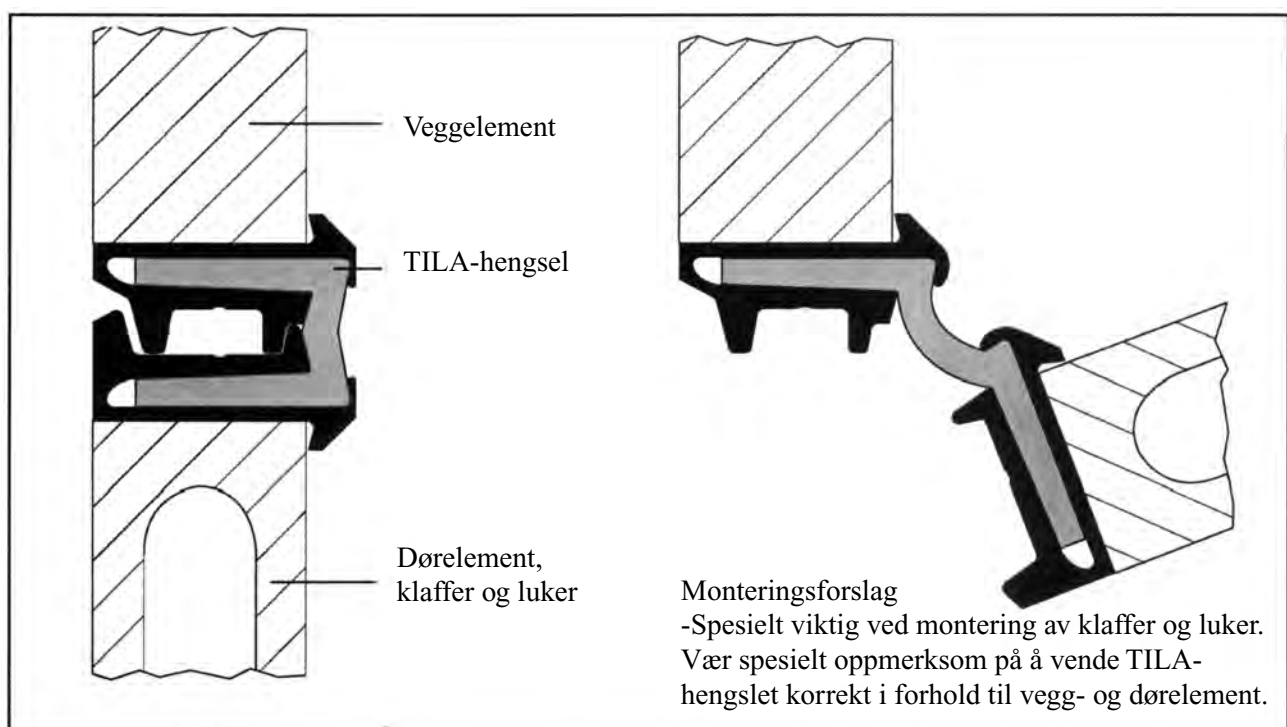 Veggelement
TILA-hengsel
Dørelement,
klaffer og luker
Monteringsforslag
-Spesielt viktig ved montering av klaffer og luker.
Vær spesielt oppmerksom på å vende TILA-
hengslet korrekt i forhold til vegg- og dørelement.